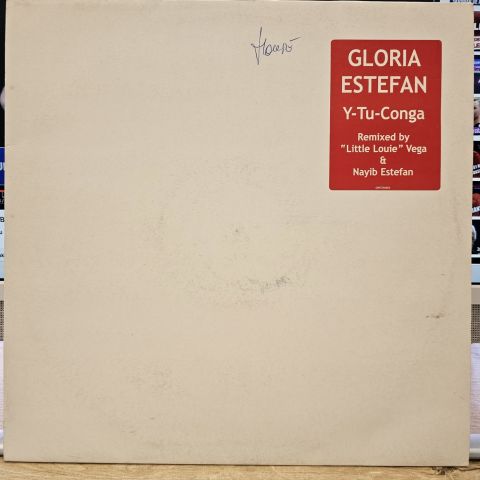 GLORIA
ESTEFAN
Y-Tu-Conga
Remixed by
"Little Louie" Vega
&
Nayib Estefan